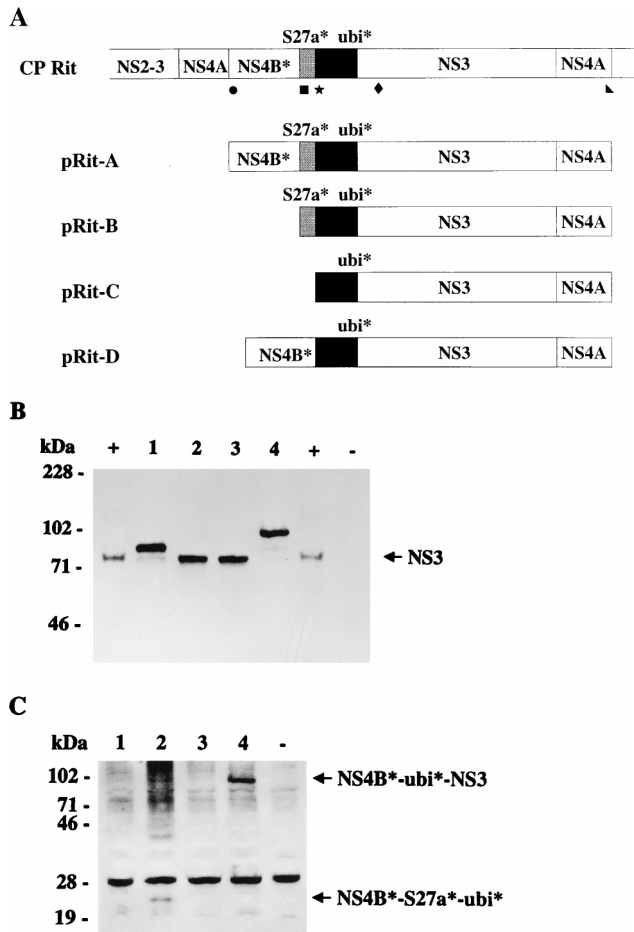 A
S27a* ubi*
CP Rit NS2-3 NS4A NS4B* NS3 NS4A
S27a* ubi*
pRit-A NS4B* NS3 NS4A
S27a* ubi*
pRit-B NS3 NS4A
ubi*
pRit-C NS3 NS4A
ubi*
pRit-D NS4B* NS3 NS4A
B
kDa + 1 2 3 4 + -
228 -
102 -
71 - NS3
46 -
C
kDa 1 2 3 4 -
102 - NS4B*-ubi*-NS3
71 -
46 -
28 -
NS4B*-S27a*-ubi*
19 -